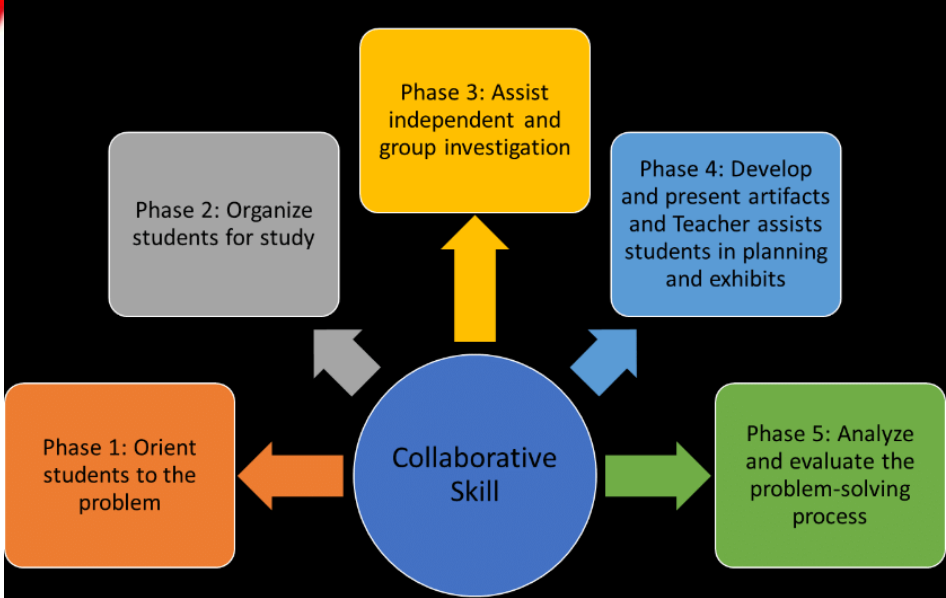 Phase 1: Orient
students to the
problem
Phase 2: Organize
students for study
Phase 3: Assist
independent and
group investigation
Phase 4: Develop
and present artifacts
and Teacher assists
students in planning
and exhibits
Phase 5: Analyze
and evaluate the
problem-solving
process
Collaborative
Skill